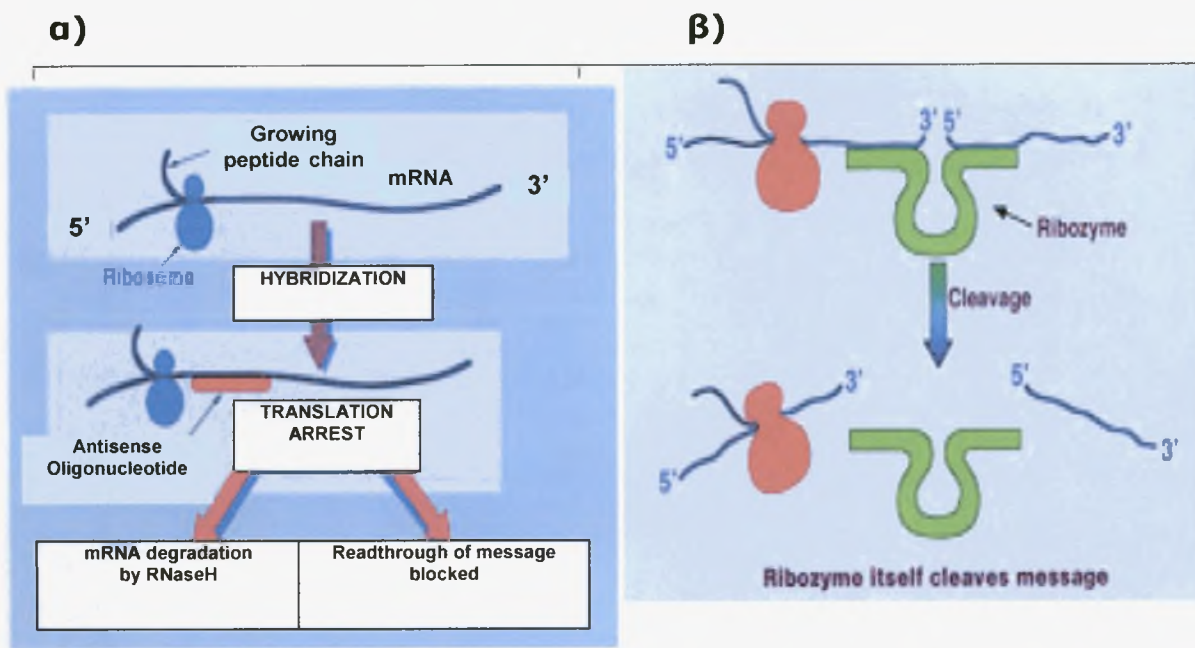 α)
Growing
peptide chain
mRNA
3’
5’
Ribosome
HYBRIDIZATION
TRANSLATION
ARREST
Antisense
Oligonucleotide
mRNA degradation
by RNaseH
Readthrough of message
blocked
β)
5'
3' 5'
3'
Ribozyme
Cleavage
3'
5'
5'
3'
Ribozyme itself cleaves message